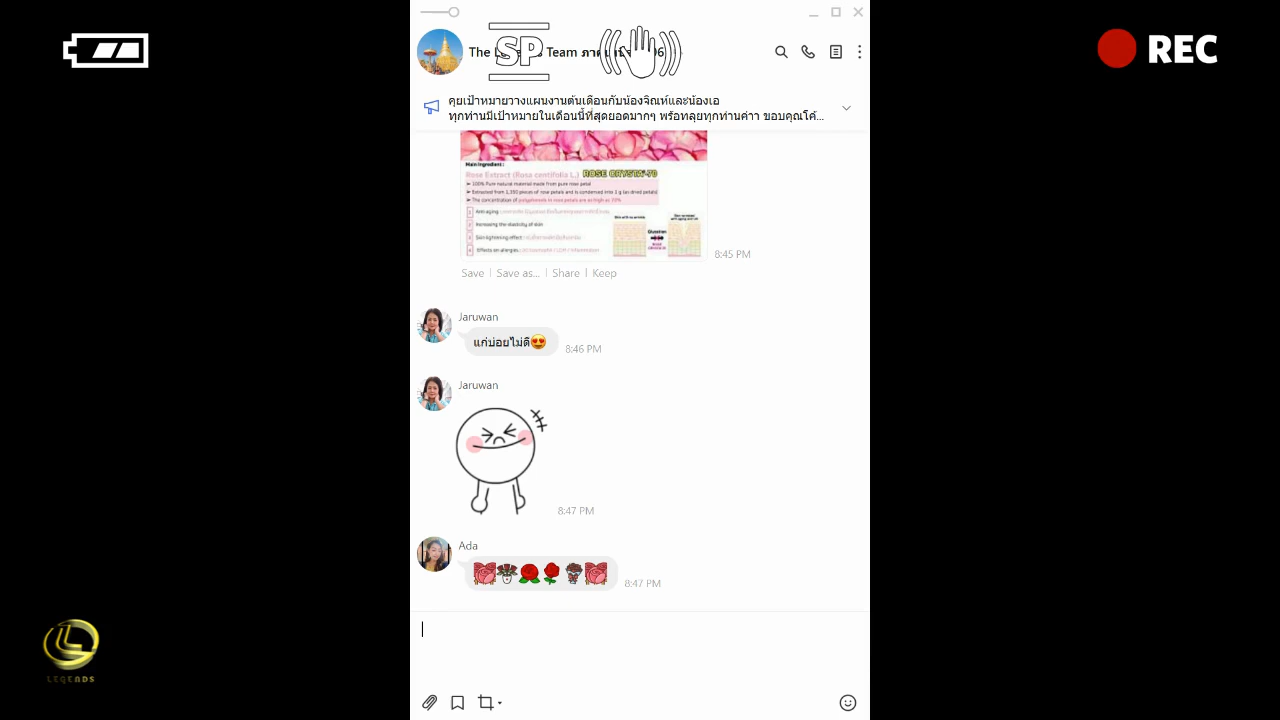 REC
SP
The L Team ภาค
คุยเป้าหมายวางแผนงานต้นเดือนกับน้องจิณห์และน้องเอ
ทุกท่านมีเป้าหมายในเดือนนี้ที่สุดยอดมากๆ พร้อทลุยทุกท่านค่าา ขอบคุณโค้...
Main Ingredient :
Rose Extract (Rosa centifolia L.) ROSE CRYSTA-70
➤ 100% Pure natural material made from pure rose petal
➤ Extracted from 1,350 pieces of rose petals and is condensed into 1 g (as dried petals)
➤ The concentration of polyphenols in rose petals are as high as 70%
1 Anti-aging :
2 Increasing the elasticity of skin
3 Skin lightening effect :
4 Effects on allergies :
8:45 PM
Save | Save as... | Share | Keep
Jaruwan
แก่บ่อยไม่ดี😍 8:46 PM
Jaruwan
8:47 PM
Ada
8:47 PM
LEGENDS